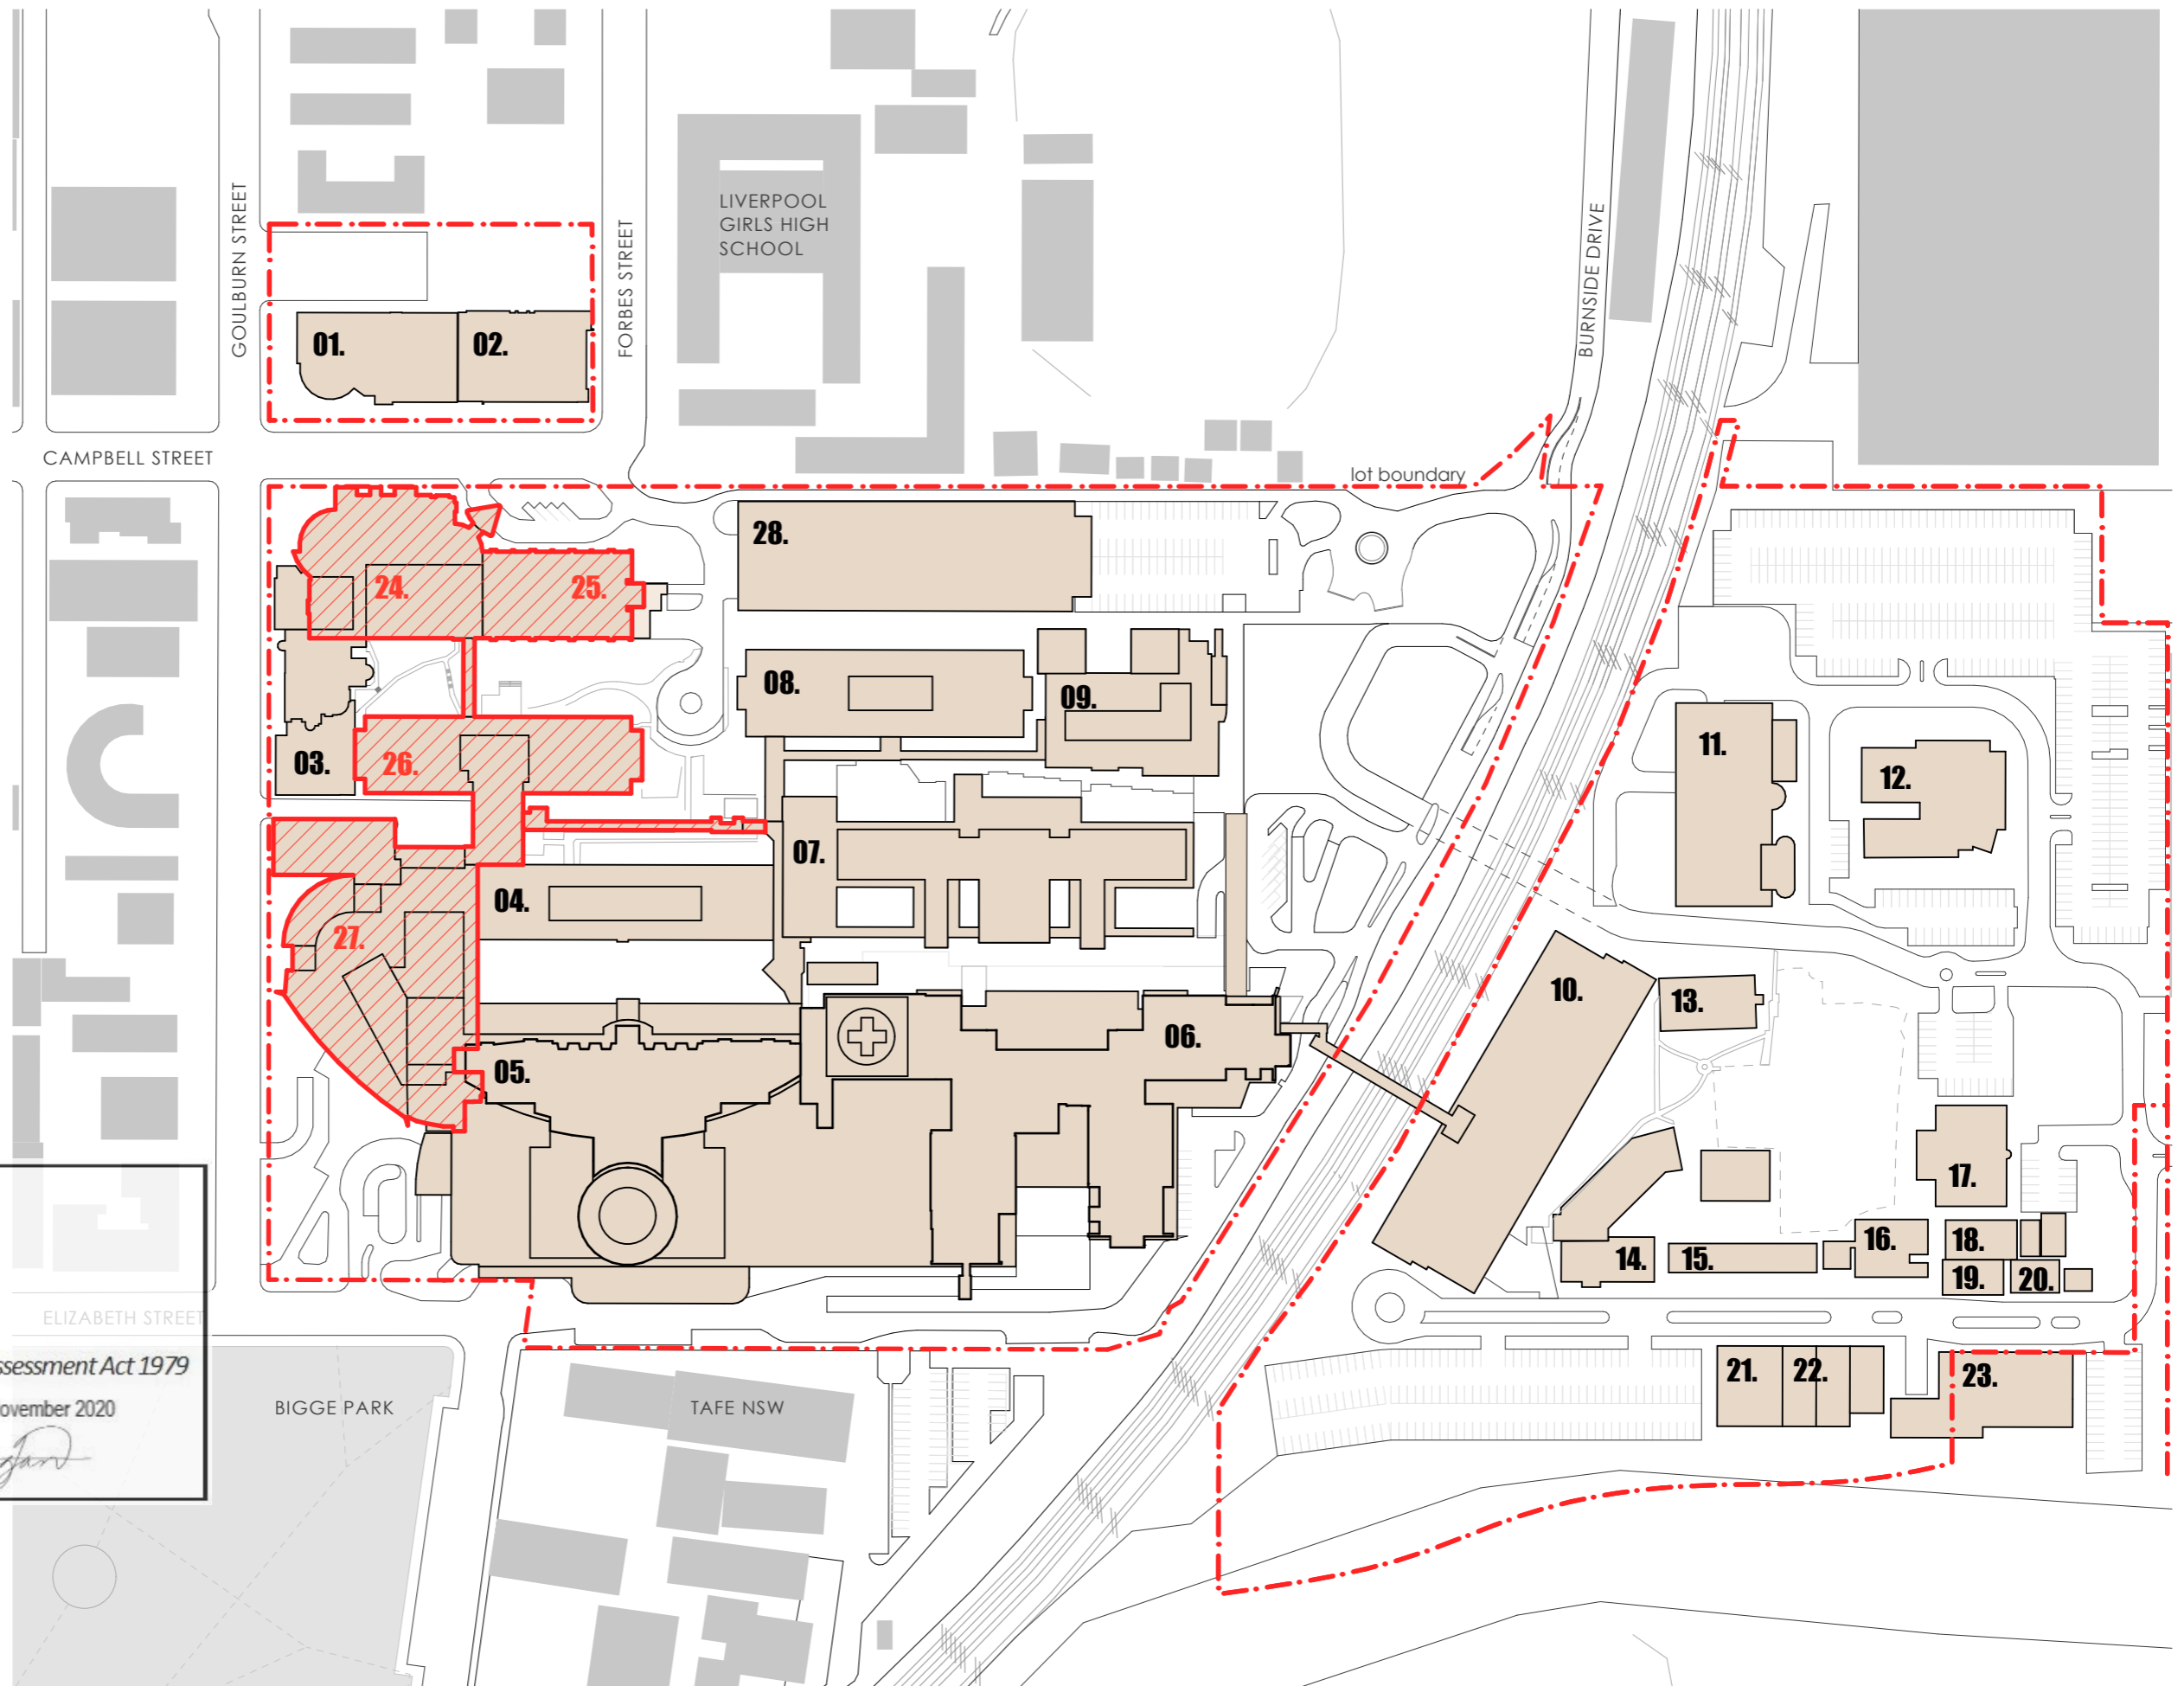 LIVERPOOL
GIRLS HIGH
SCHOOL
GOULBURN STREET
FORBES STREET
BURNSIDE DRIVE
01.
02.
CAMPBELL STREET
lot boundary
28.
24.
25.
08.
09.
03.
26.
11.
12.
07.
04.
27.
10.
13.
05.
06.
17.
14.
15.
16.
18.
19.
20.
ELIZABETH STREET
ssessment Act 1979
ovember 2020
BIGGE PARK
TAFE NSW
21.
22.
23.